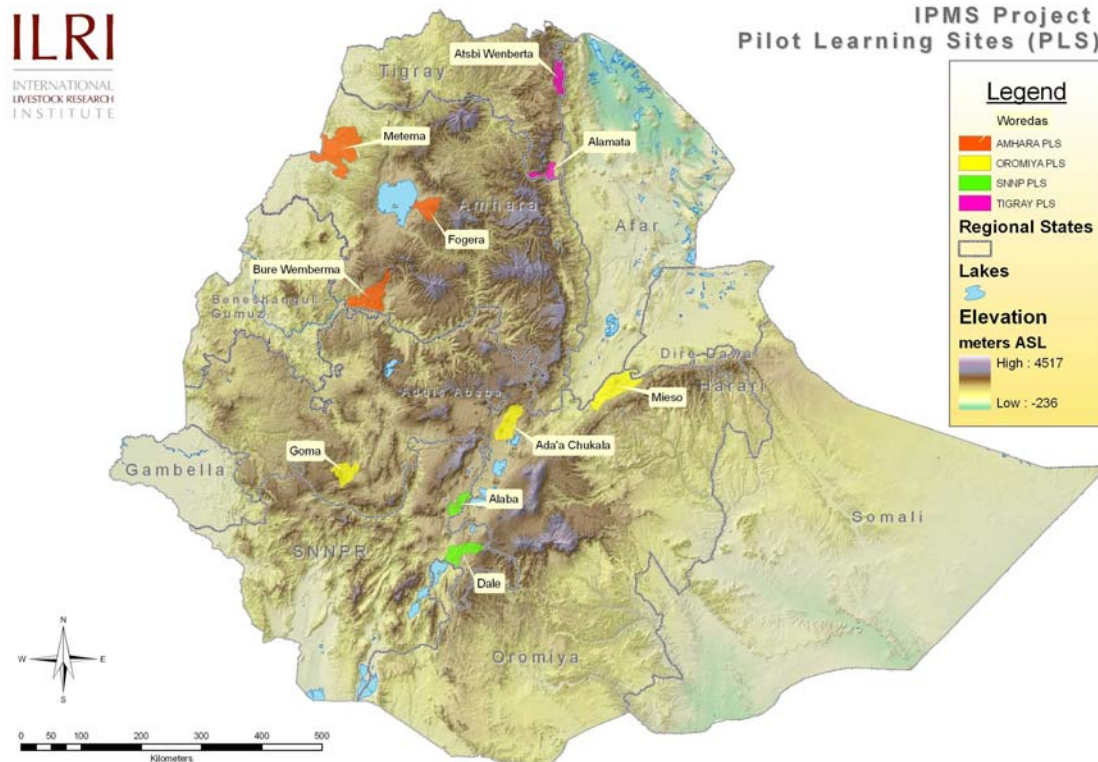 ILRI
INTERNATIONAL
LIVESTOCK RESEARCH
INSTITUTE
IPMS Project
Pilot Learning Sites (PLS)
Atsbi Wenberta
Tigray
Metema
Alamata
Amhara
Afar
Fogera
Bure Wemberma
Beneshangul
Gumuz
Dire Dawa
Harari
Addis Ababa
Mieso
Ada'a Chukala
Goma
Gambella
Alaba
Somali
SNNPR
Dale
Oromiya
Legend
Woredas
AMHARA PLS
OROMIYA PLS
SNNP PLS
TIGRAY PLS
Regional States
Lakes
Elevation
meters ASL
High : 4517
Low : -236
N
W E
S
0 50 100 200 300 400 500
Kilometers